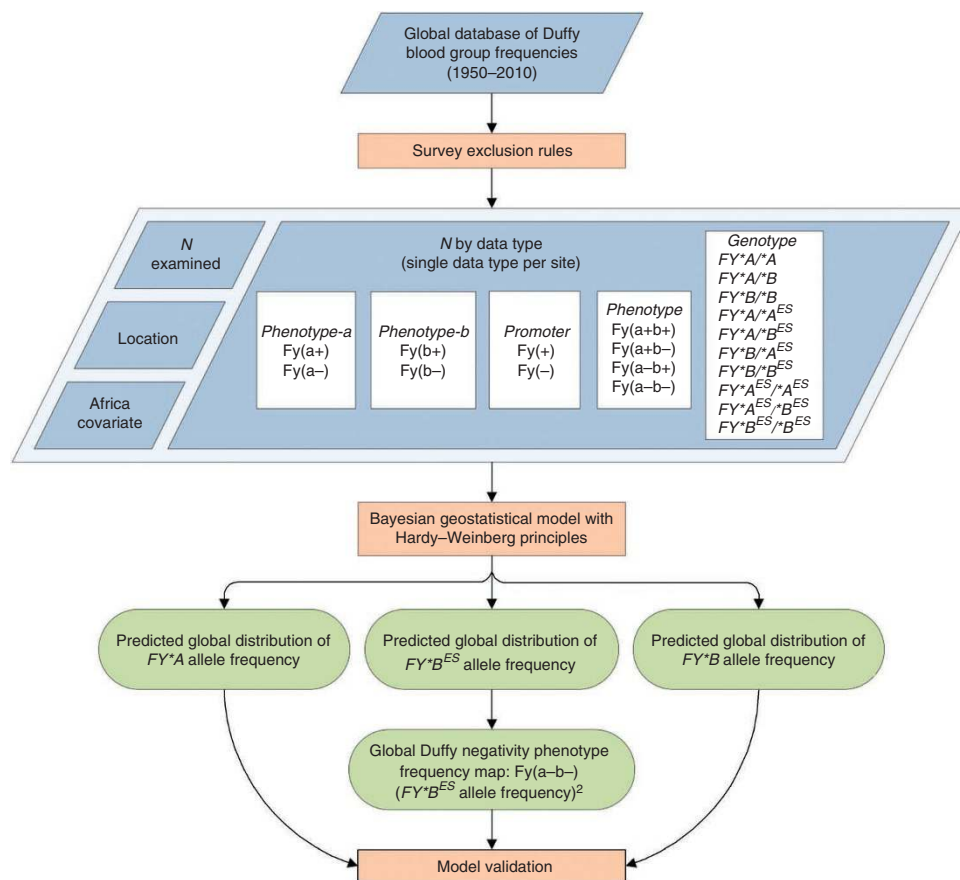 Global database of Duffy
blood group frequencies
(1950–2010)
Survey exclusion rules
N
examined
Location
Africa
covariate
N by data type
(single data type per site)
Phenotype-a
Fy(a+)
Fy(a–)
Phenotype-b
Fy(b+)
Fy(b–)
Promoter
Fy(+)
Fy(–)
Phenotype
Fy(a+b+)
Fy(a+b–)
Fy(a–b+)
Fy(a–b–)
Genotype
FY*A/*A
FY*A/*B
FY*B/*B
FY*A/*A^ES
FY*A/*B^ES
FY*B/*A^ES
FY*B/*B^ES
FY*A^ES/*A^ES
FY*A^ES/*B^ES
FY*B^ES/*B^ES
Bayesian geostatistical model with
Hardy–Weinberg principles
Predicted global distribution of
FY*A allele frequency
Predicted global distribution of
FY*B^ES allele frequency
Predicted global distribution of
FY*B allele frequency
Global Duffy negativity phenotype
frequency map: Fy(a–b–)
(FY*B^ES allele frequency)²
Model validation